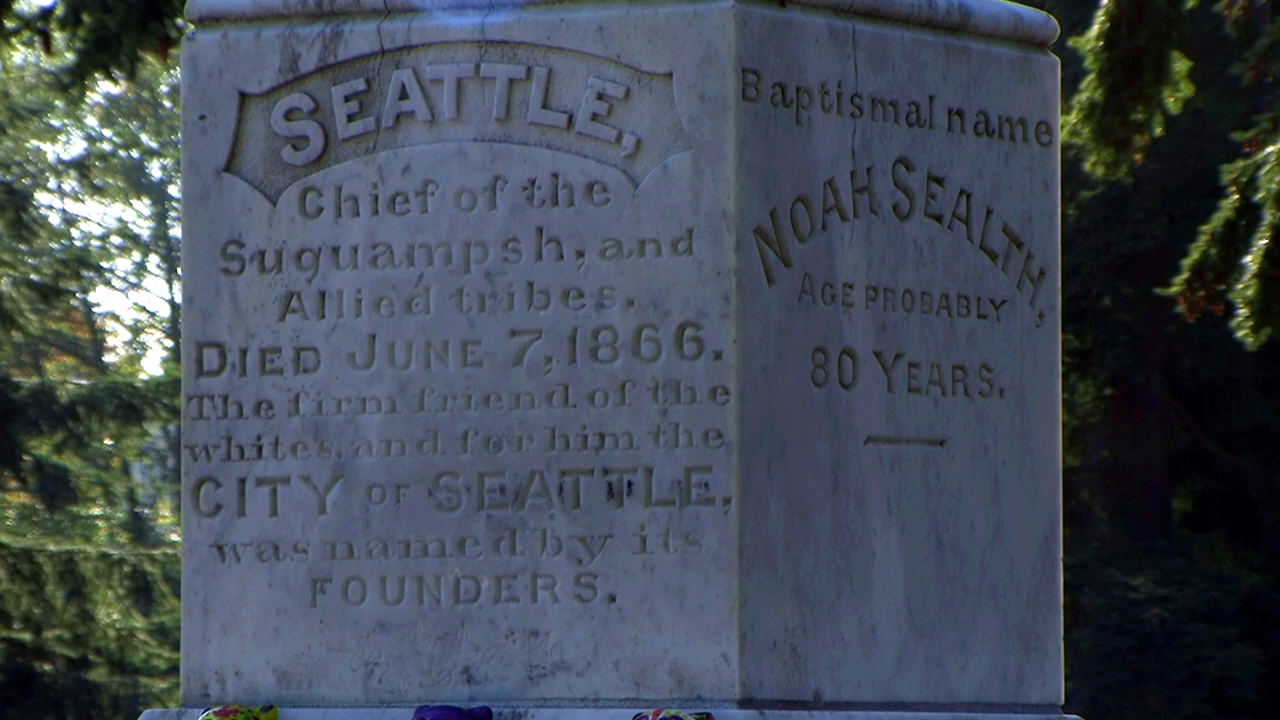 SEATTLE,
Chief of the
Suquampsh, and
Allied tribes.
DIED JUNE 7, 1866.
The firm friend of the
whites, and for him the
CITY OF SEATTLE,
was named by its
FOUNDERS.
Baptismal name
NOAH SEALTH,
AGE PROBABLY
80 YEARS.